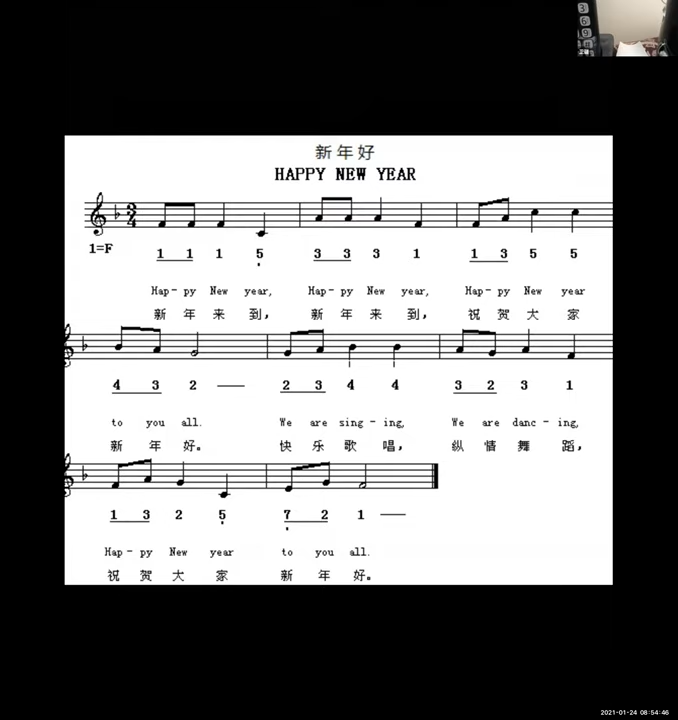 新年好
HAPPY NEW YEAR
3/4
1=F 1 1 1 5 3 3 3 1 1 3 5 5
Hap- py New year, Hap- py New year, Hap- py New year
新 年 来 到， 新 年 来 到， 祝 贺 大 家
4 3 2 — 2 3 4 4 3 2 3 1
to you all. We are sing - ing, We are danc - ing,
新 年 好。 快 乐 歌 唱， 纵 情 舞 蹈，
1 3 2 5 7 2 1 —
Hap - py New year to you all.
祝 贺 大 家 新 年 好。
2021-01-24 08:54:46